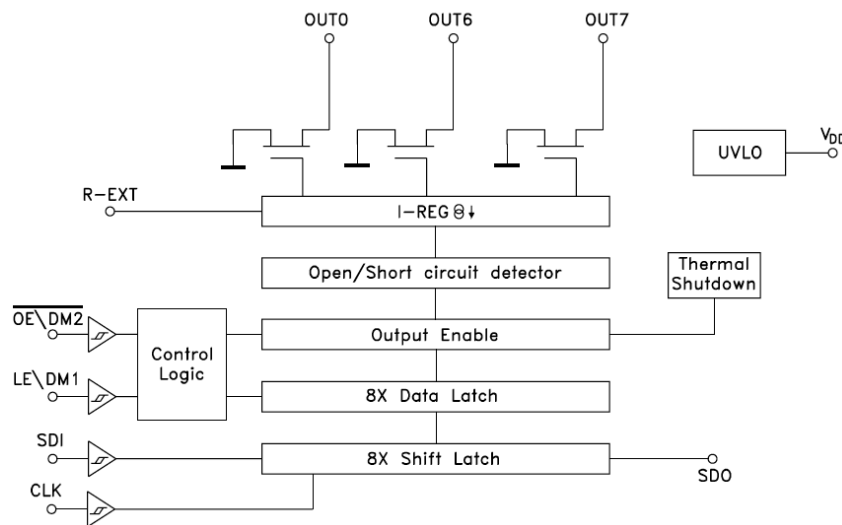 OUT0
OUT6
OUT7
UVLO
VDD
R-EXT
I-REG
Open/Short circuit detector
Thermal
Shutdown
OE\DM2
Control
Logic
Output Enable
LE\DM1
8X Data Latch
SDI
8X Shift Latch
SDO
CLK